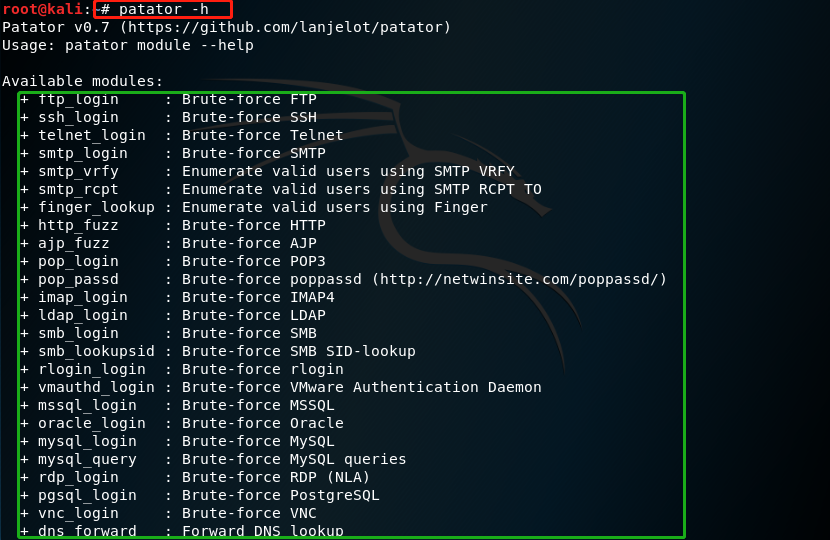 root@kali:~# patator -h
Patator v0.7 (https://github.com/lanjelot/patator)
Usage: patator module --help
Available modules:
+ ftp_login : Brute-force FTP
+ ssh_login : Brute-force SSH
+ telnet_login : Brute-force Telnet
+ smtp_login : Brute-force SMTP
+ smtp_vrfy : Enumerate valid users using SMTP VRFY
+ smtp_rcpt : Enumerate valid users using SMTP RCPT TO
+ finger_lookup : Enumerate valid users using Finger
+ http_fuzz : Brute-force HTTP
+ ajp_fuzz : Brute-force AJP
+ pop_login : Brute-force POP3
+ pop_passd : Brute-force poppassd (http://netwinsite.com/poppassd/)
+ imap_login : Brute-force IMAP4
+ ldap_login : Brute-force LDAP
+ smb_login : Brute-force SMB
+ smb_lookupsid : Brute-force SMB SID-lookup
+ rlogin_login : Brute-force rlogin
+ vmauthd_login : Brute-force VMware Authentication Daemon
+ mssql_login : Brute-force MSSQL
+ oracle_login : Brute-force Oracle
+ mysql_login : Brute-force MySQL
+ mysql_query : Brute-force MySQL queries
+ rdp_login : Brute-force RDP (NLA)
+ pgsql_login : Brute-force PostgreSQL
+ vnc_login : Brute-force VNC
+ dns_forward : Forward DNS lookup